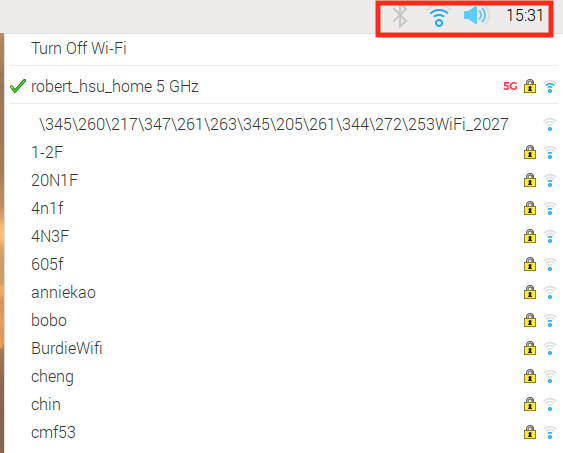 15:31
Turn Off Wi-Fi
robert_hsu_home 5 GHz 5G
\345\260\217\347\261\263\345\205\261\344\272\253WiFi_2027
1-2F
20N1F
4n1f
4N3F
605f
anniekao
bobo
BurdieWifi
cheng
chin
cmf53